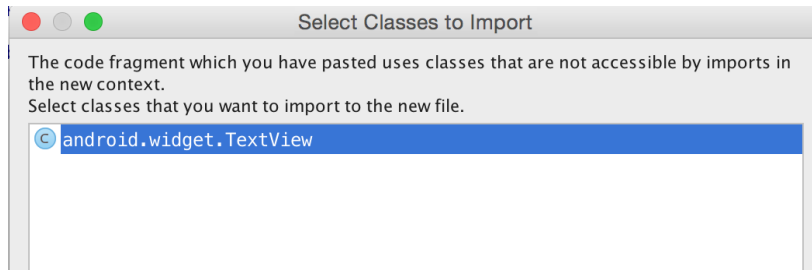 Select Classes to Import
The code fragment which you have pasted uses classes that are not accessible by imports in
the new context.
Select classes that you want to import to the new file.
C android.widget.TextView